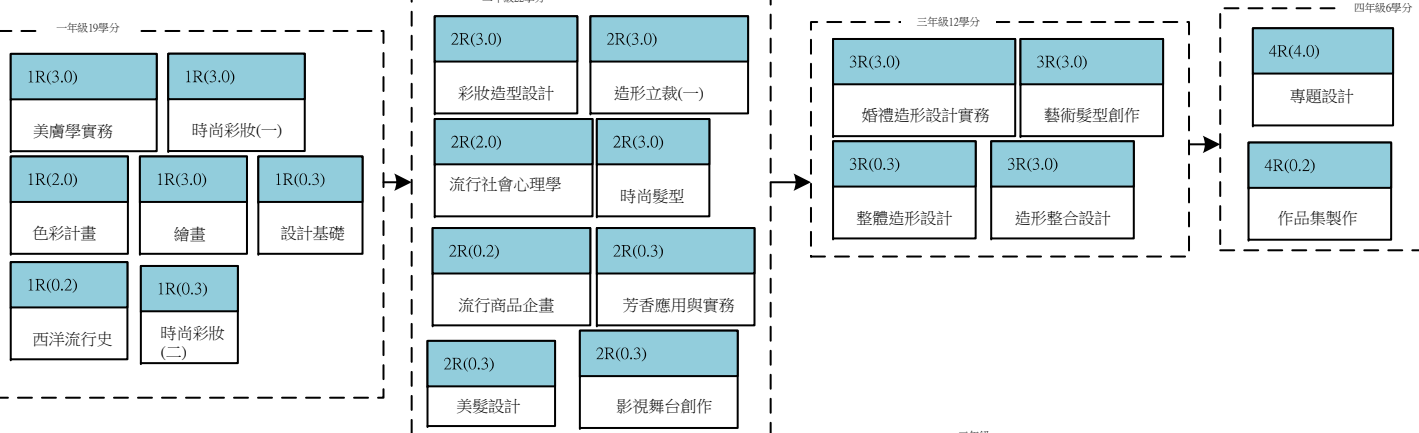 一年級19學分
1R(3.0)
美膚學實務
1R(3.0)
時尚彩妝(一)
1R(2.0)
色彩計畫
1R(3.0)
繪畫
1R(0.3)
設計基礎
1R(0.2)
西洋流行史
1R(0.3)
時尚彩妝
(二)
2R(3.0)
彩妝造型設計
2R(3.0)
造形立裁(一)
2R(2.0)
流行社會心理學
2R(3.0)
時尚髮型
2R(0.2)
流行商品企畫
2R(0.3)
芳香應用與實務
2R(0.3)
美髮設計
2R(0.3)
影視舞台創作
三年級12學分
3R(3.0)
婚禮造形設計實務
3R(3.0)
藝術髮型創作
3R(0.3)
整體造形設計
3R(3.0)
造形整合設計
四年級6學分
4R(4.0)
專題設計
4R(0.2)
作品集製作